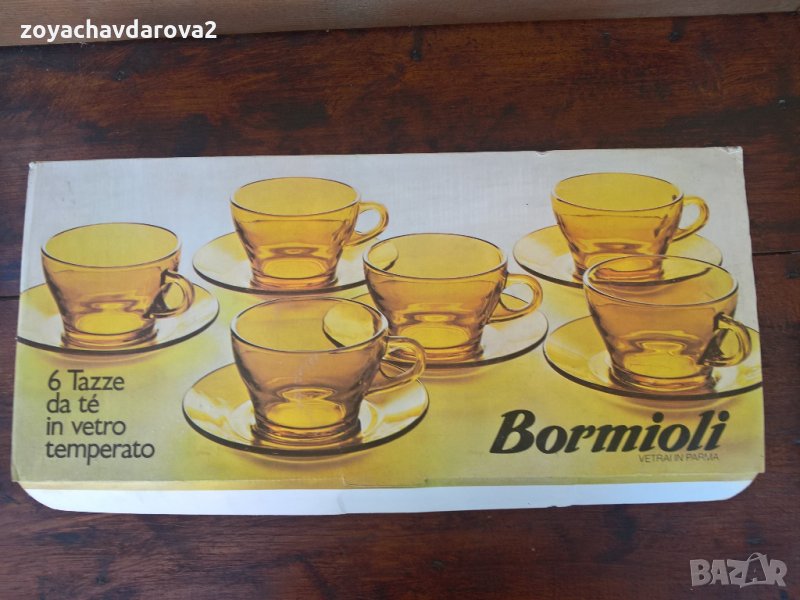 zoyachavdarova2
6 Tazze
da té
in vetro
temperato
Bormioli
VETRAI IN PARMA
BAZAR